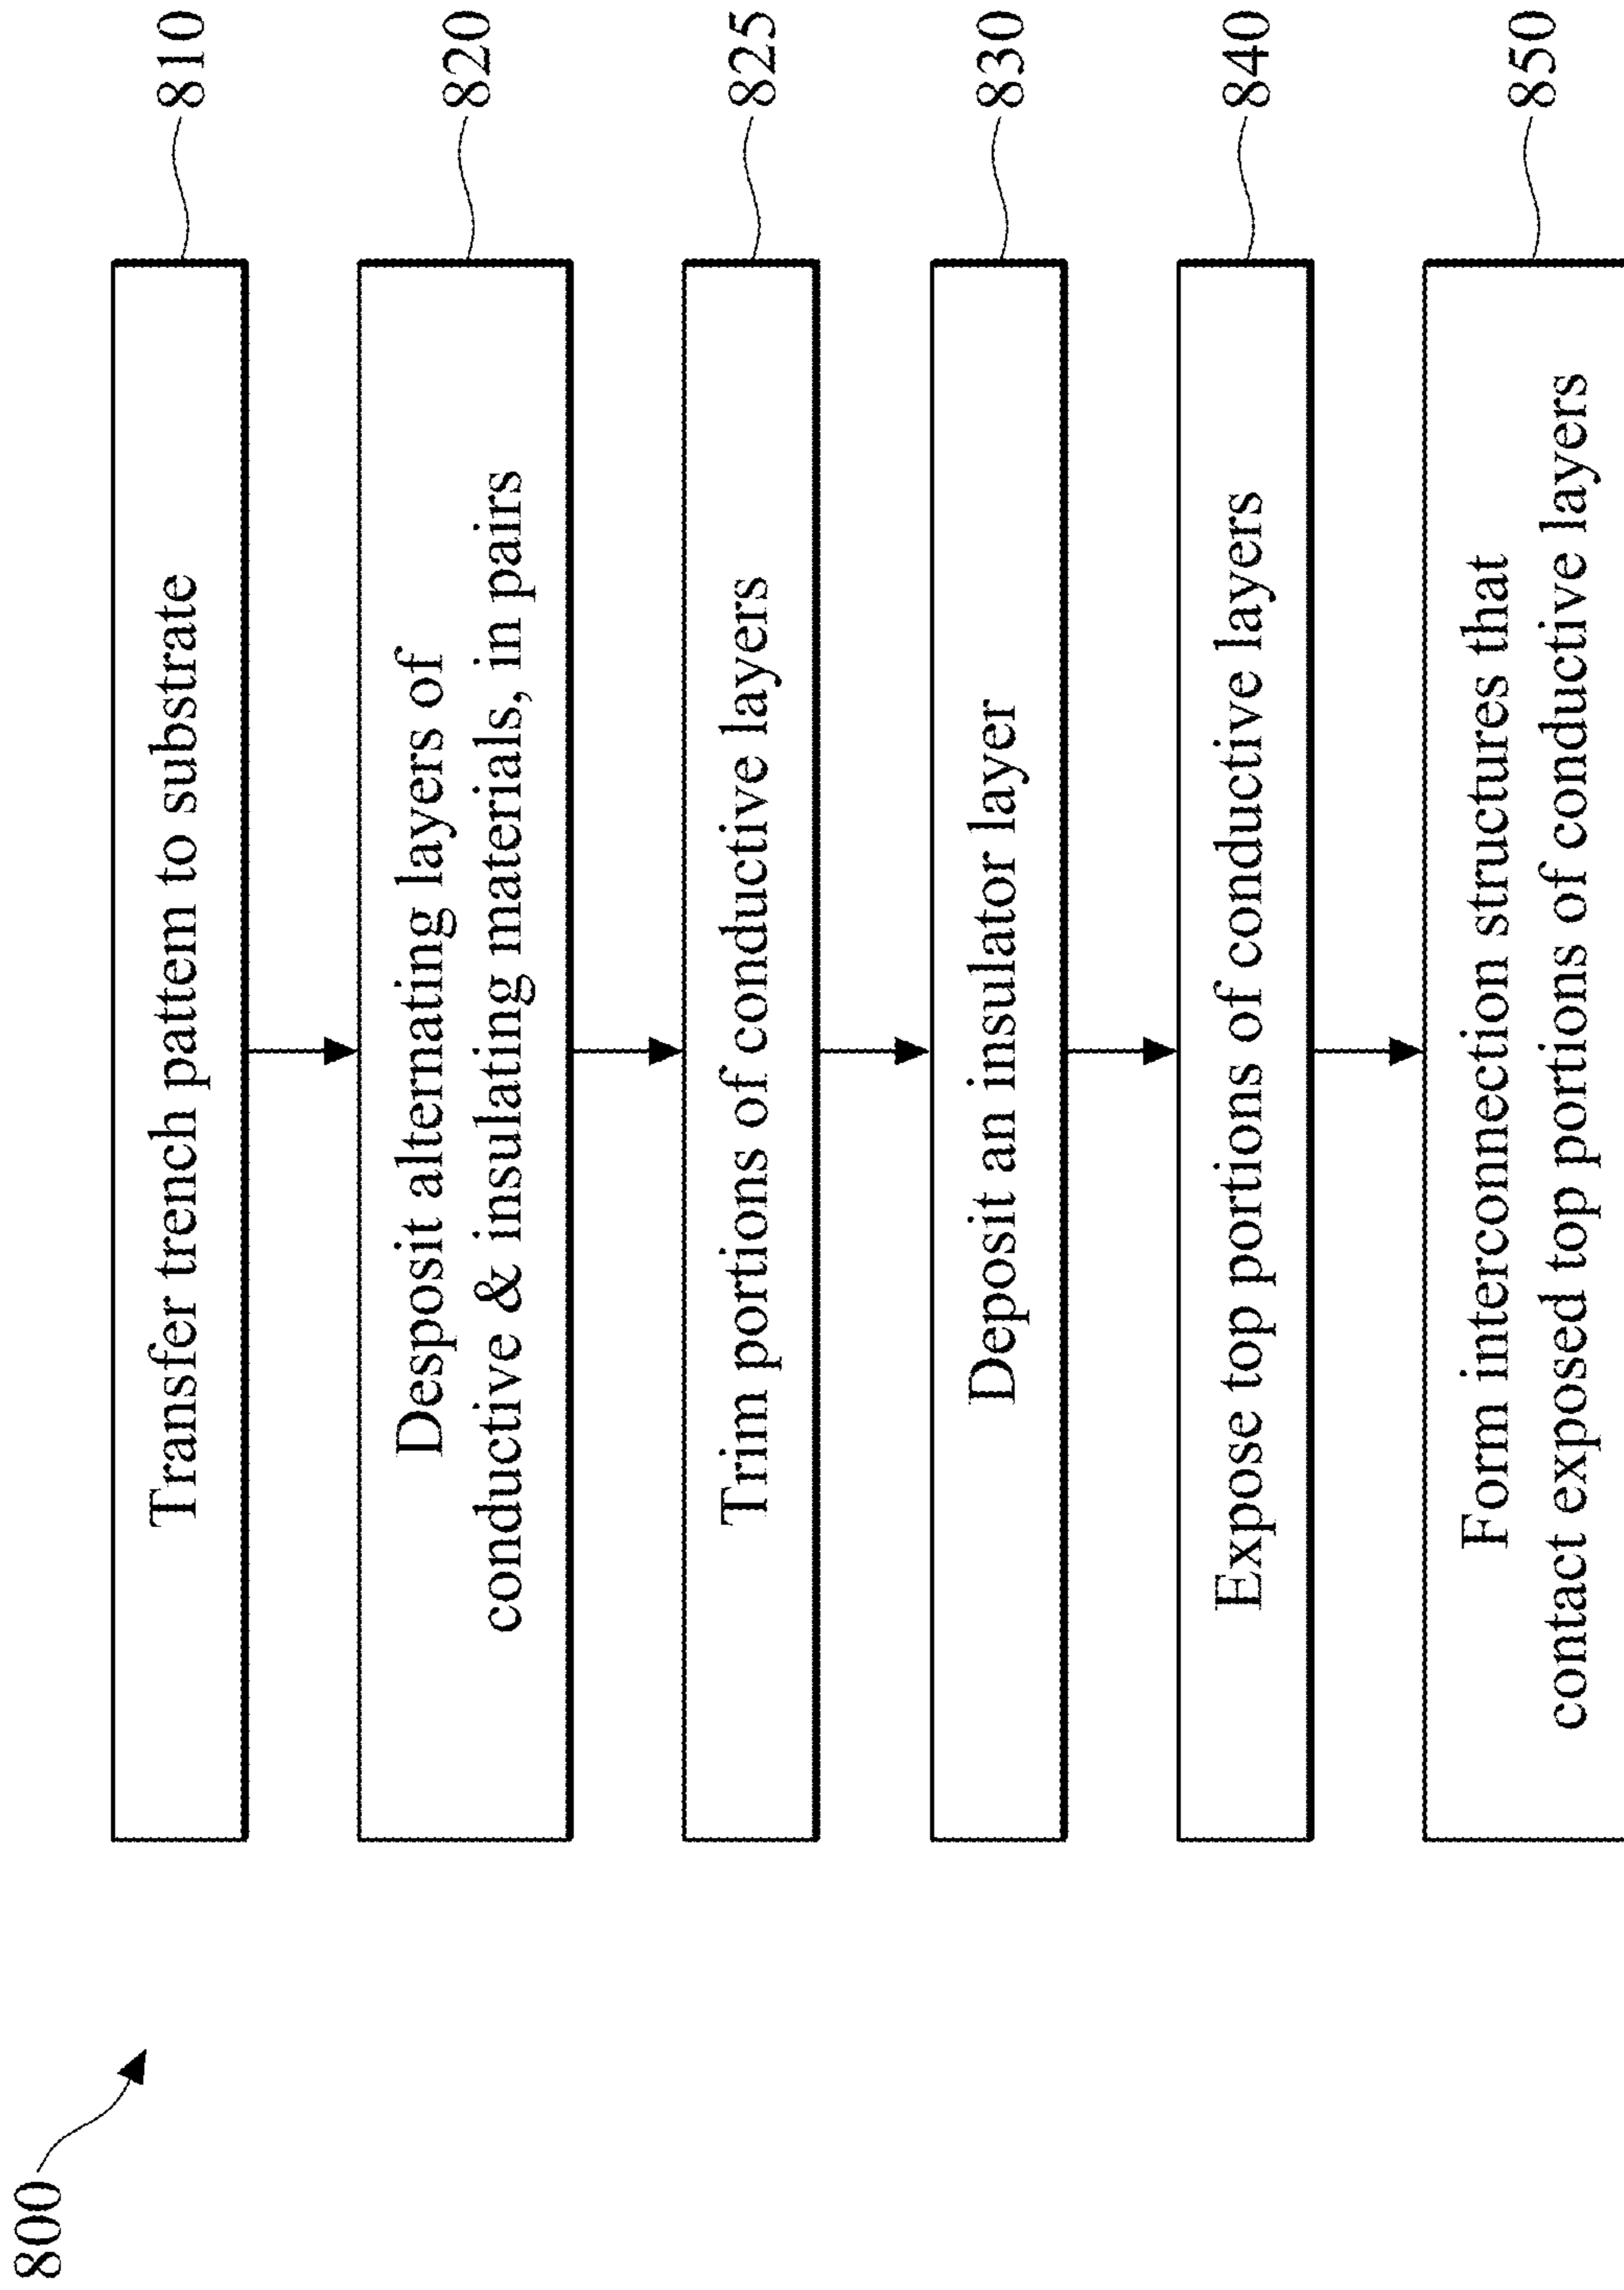 800
Transfer trench pattem to substrate
810
Desposit alternating layers of
conductive & insulating materials, in pairs
820
Trim portions of conductive layers
825
Deposit an insulator layer
830
Expose top portions of conductive layers
840
Form interconnection structures that
contact exposed top portions of conductive layers
850